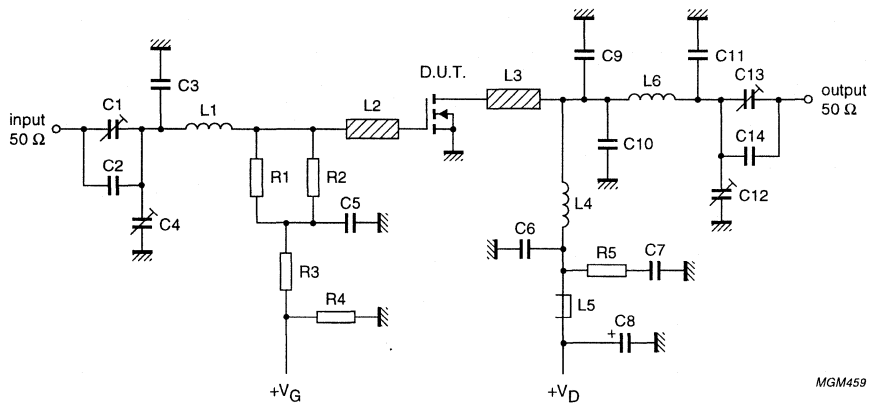 C9
C11
C3
D.U.T.
L3
L6
C13
output
50 Ω
input
50 Ω
C1
L1
L2
C10
C14
C2
R1
R2
C12
C4
C5
L4
C6
R3
R5
C7
R4
L5
C8
+
+VG
+VD
MGM459